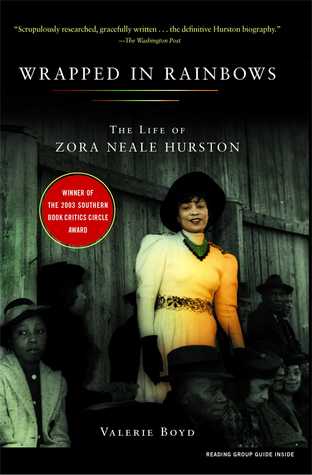 “Scrupulously researched, gracefully written . . . the definitive Hurston biography.”
—The Washington Post
WRAPPED IN RAINBOWS
THE LIFE OF
ZORA NEALE HURSTON
WINNER OF
THE 2003 SOUTHERN
BOOK CRITICS CIRCLE
AWARD
VALERIE BOYD
READING GROUP GUIDE INSIDE